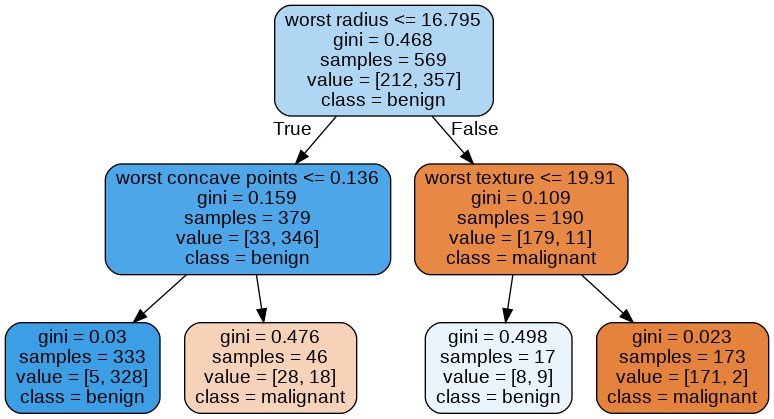 worst radius <= 16.795
gini = 0.468
samples = 569
value = [212, 357]
class = benign
True
False
worst concave points <= 0.136
gini = 0.159
samples = 379
value = [33, 346]
class = benign
worst texture <= 19.91
gini = 0.109
samples = 190
value = [179, 11]
class = malignant
gini = 0.03
samples = 333
value = [5, 328]
class = benign
gini = 0.476
samples = 46
value = [28, 18]
class = malignant
gini = 0.498
samples = 17
value = [8, 9]
class = benign
gini = 0.023
samples = 173
value = [171, 2]
class = malignant